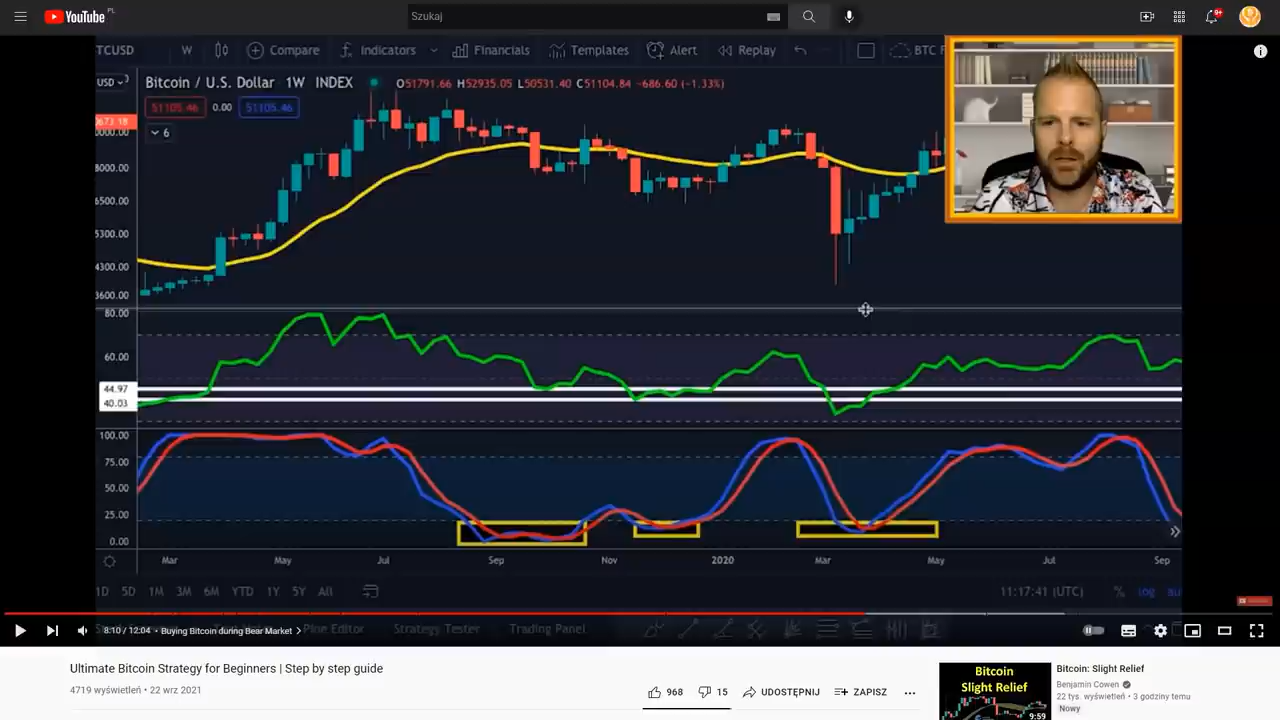 YouTube PL
Szukaj
9+
TCUSD W Compare Indicators Financials Templates Alert Replay BTC
USD
Bitcoin / U.S. Dollar 1W INDEX O51791.66 H52935.05 L50531.40 C51104.84 -686.60 (-1.33%)
51105.46 0.00 51105.46
6
8000.00
6500.00
5300.00
4300.00
3600.00
80.00
60.00
44.97
40.03
100.00
75.00
50.00
25.00
0.00
Mar May Jul Sep Nov 2020 Mar May Jul Sep
1D 5D 1M 3M 6M YTD 1Y 5Y All 11:17:41 (UTC) % log
Pine Editor Strategy Tester Trading Panel
8:10 / 12:04 • Buying Bitcoin during Bear Market
Ultimate Bitcoin Strategy for Beginners | Step by step guide
4719 wyświetleń • 22 wrz 2021
968 15 UDOSTĘPNIJ ZAPISZ
Bitcoin
Slight Relief
9:59
Bitcoin: Slight Relief
Benjamin Cowen
22 tys. wyświetleń • 3 godziny temu
Nowy